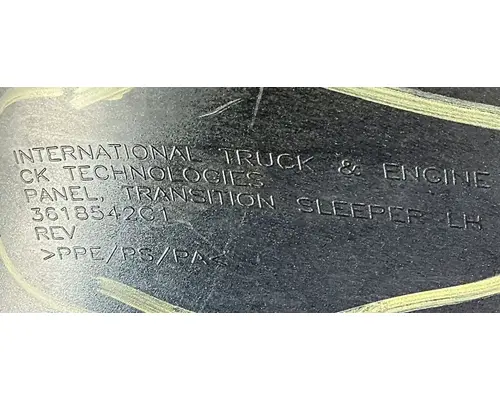 INTERNATIONAL TRUCK & ENGINE
CK TECHNOLOGIES
PANEL, TRANSITION SLEEPER LH
3618542C1
REV
>PPE/PS/PA<